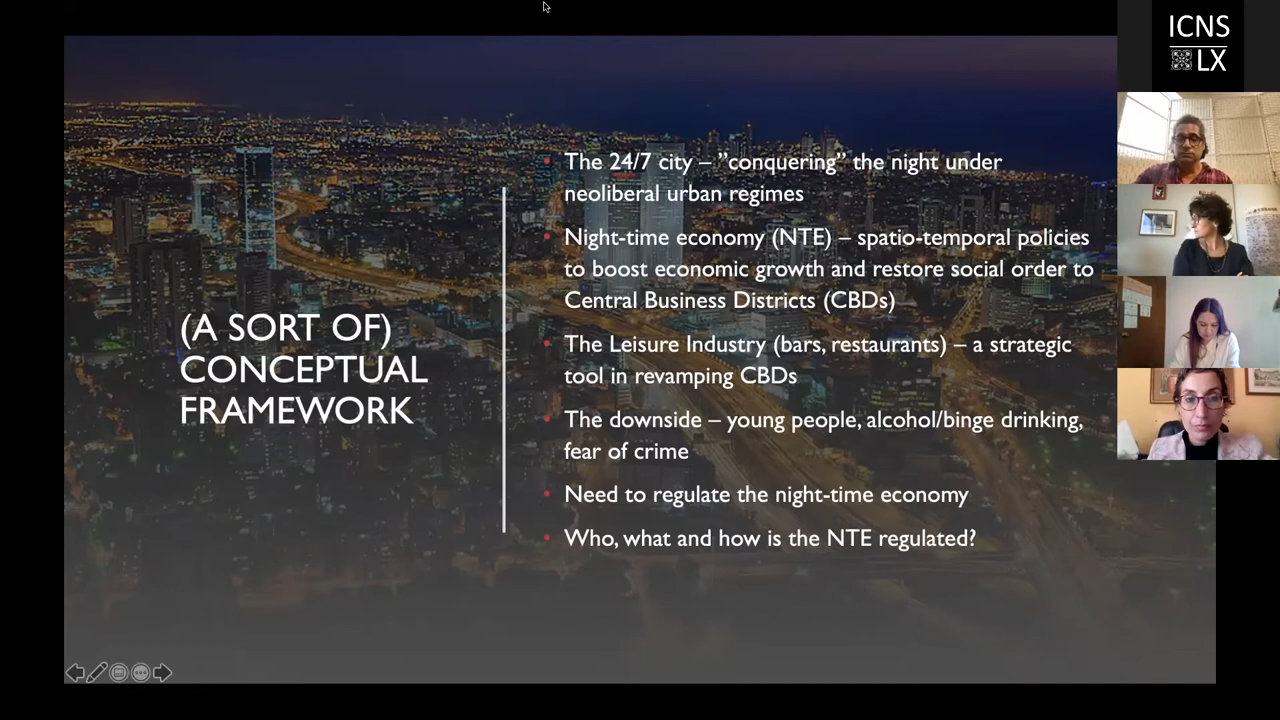 ICNS
LX
(A SORT OF)
CONCEPTUAL
FRAMEWORK
• The 24/7 city – ”conquering” the night under
neoliberal urban regimes
• Night-time economy (NTE) – spatio-temporal policies
to boost economic growth and restore social order to
Central Business Districts (CBDs)
• The Leisure Industry (bars, restaurants) – a strategic
tool in revamping CBDs
• The downside – young people, alcohol/binge drinking,
fear of crime
• Need to regulate the night-time economy
• Who, what and how is the NTE regulated?